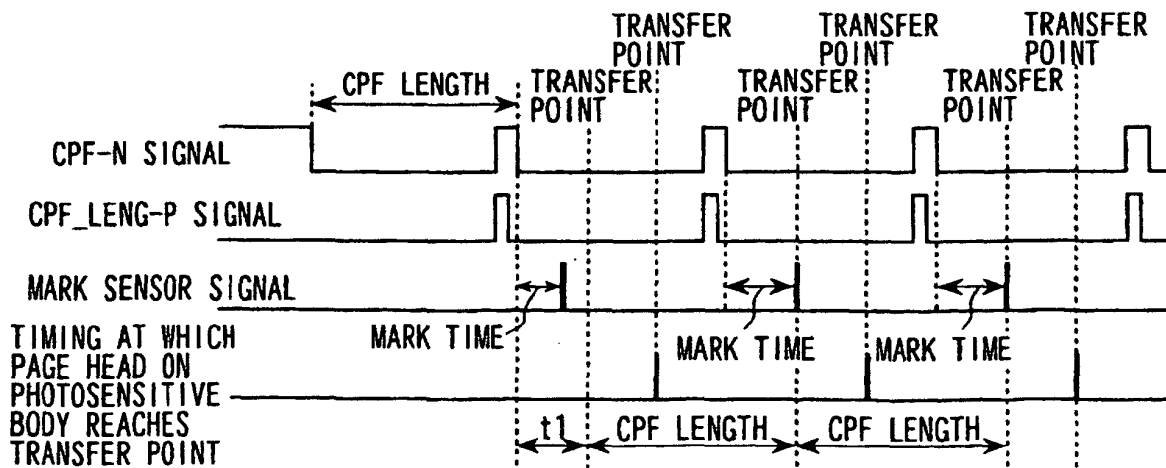 TRANSFER POINT
TRANSFER POINT
TRANSFER POINT
CPF LENGTH
TRANSFER POINT
TRANSFER POINT
TRANSFER POINT
CPF-N SIGNAL
CPF_LENG-P SIGNAL
MARK SENSOR SIGNAL
MARK TIME
MARK TIME
MARK TIME
TIMING AT WHICH
PAGE HEAD ON
PHOTOSENSITIVE
BODY REACHES
TRANSFER POINT
t1
CPF LENGTH
CPF LENGTH